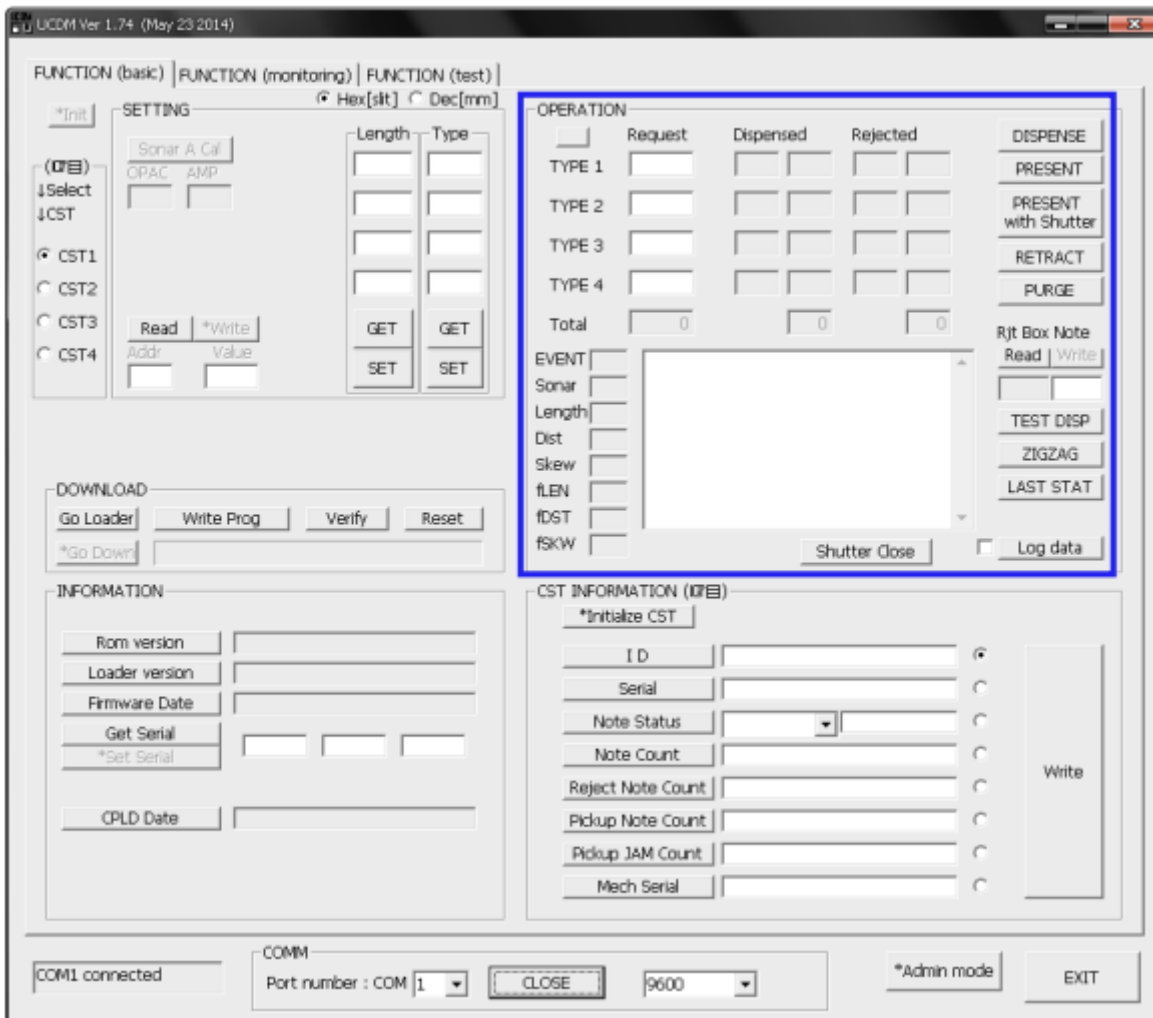 UCDM Ver 1.74 (May 23 2014)
FUNCTION (basic) FUNCTION (monitoring) FUNCTION (test)
*Init
SETTING
Hex[slit] Dec[mm]
Sonar A Cal
OPAC AMP
Length Type
↓Select
↓CST
CST1
CST2
CST3
CST4
Read *Write
Addr Value
GET GET
SET SET
OPERATION
Request Dispensed Rejected
TYPE 1
TYPE 2
TYPE 3
TYPE 4
Total 0 0 0
DISPENSE
PRESENT
PRESENT
with Shutter
RETRACT
PURGE
Rjt Box Note
Read Write
TEST DISP
ZIGZAG
LAST STAT
EVENT
Sonar
Length
Dist
Skew
fLEN
fDST
fSKW
Shutter Close
Log data
DOWNLOAD
Go Loader Write Prog Verify Reset
*Go Down
INFORMATION
Rom version
Loader version
Firmware Date
Get Serial
*Set Serial
CPLD Date
CST INFORMATION
*Initialize CST
I D
Serial
Note Status
Note Count
Reject Note Count
Pickup Note Count
Pickup JAM Count
Mech Serial
Write
COM1 connected
COMM
Port number : COM 1 CLOSE 9600
*Admin mode
EXIT